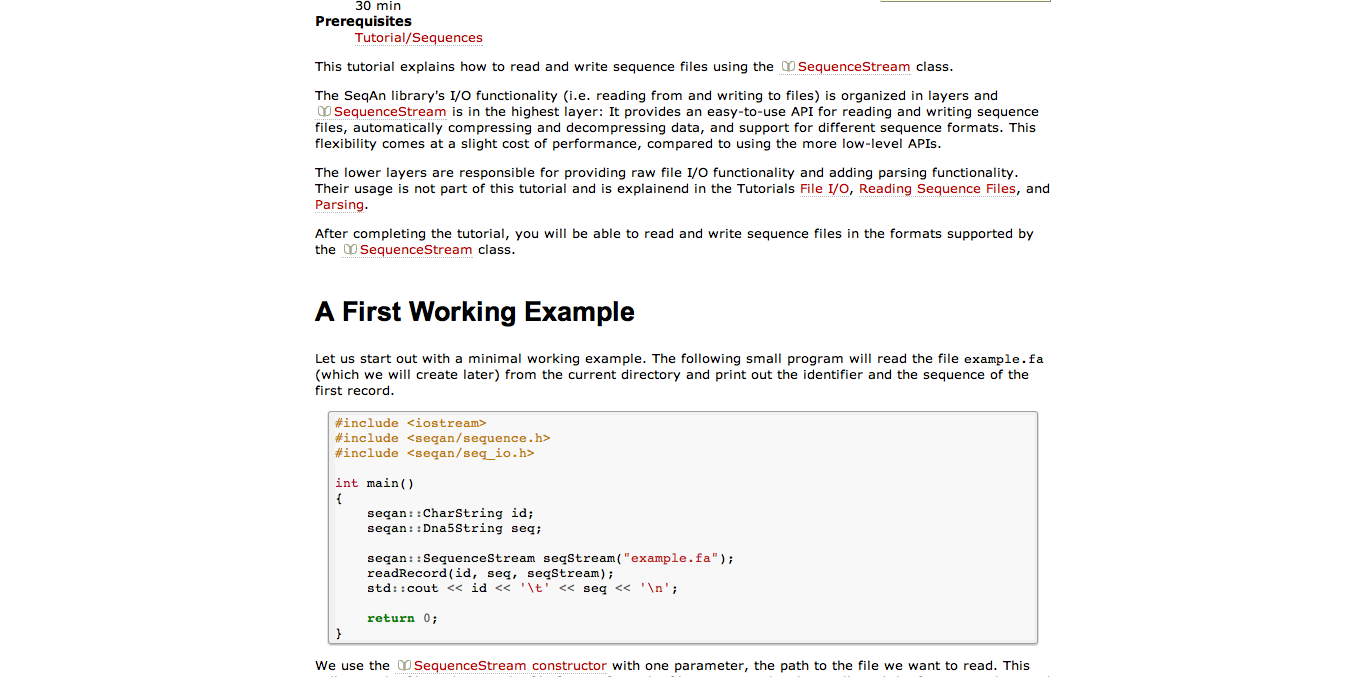 30 min
Prerequisites
Tutorial/Sequences
This tutorial explains how to read and write sequence files using the SequenceStream class.
The SeqAn library's I/O functionality (i.e. reading from and writing to files) is organized in layers and
SequenceStream is in the highest layer: It provides an easy-to-use API for reading and writing sequence
files, automatically compressing and decompressing data, and support for different sequence formats. This
flexibility comes at a slight cost of performance, compared to using the more low-level APIs.
The lower layers are responsible for providing raw file I/O functionality and adding parsing functionality.
Their usage is not part of this tutorial and is explainend in the Tutorials File I/O, Reading Sequence Files, and
Parsing.
After completing the tutorial, you will be able to read and write sequence files in the formats supported by
the SequenceStream class.
A First Working Example
Let us start out with a minimal working example. The following small program will read the file example.fa
(which we will create later) from the current directory and print out the identifier and the sequence of the
first record.
#include <iostream>
#include <seqan/sequence.h>
#include <seqan/seq_io.h>
int main()
{
    seqan::CharString id;
    seqan::Dna5String seq;
    seqan::SequenceStream seqStream("example.fa");
    readRecord(id, seq, seqStream);
    std::cout << id << '\t' << seq << '\n';
    return 0;
}
We use the SequenceStream constructor with one parameter, the path to the file we want to read. This